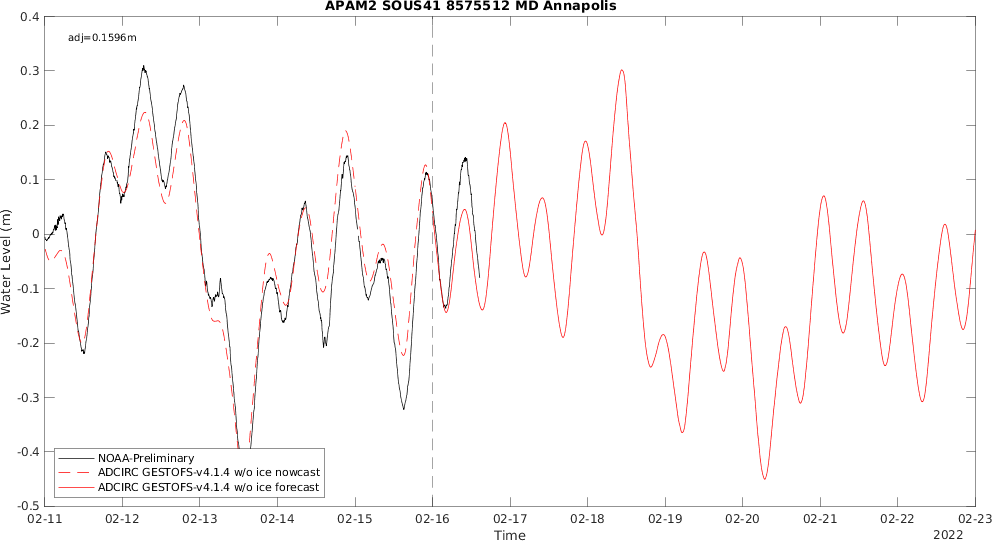 APAM2 SOUS41 8575512 MD Annapolis
adj=0.1596m
0.4
0.3
0.2
0.1
0
-0.1
-0.2
-0.3
-0.4
-0.5
Water Level (m)
NOAA-Preliminary
ADCIRC GESTOFS-v4.1.4 w/o ice nowcast
ADCIRC GESTOFS-v4.1.4 w/o ice forecast
02-11 02-12 02-13 02-14 02-15 02-16 02-17 02-18 02-19 02-20 02-21 02-22 02-23
Time
2022